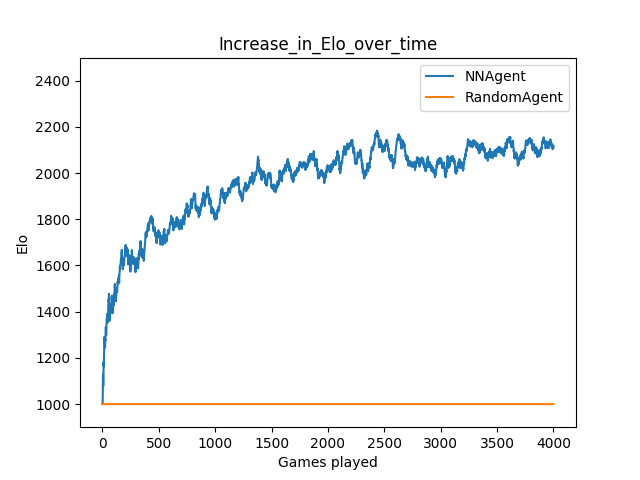 Increase_in_Elo_over_time
NNAgent
RandomAgent
2400
2200
2000
1800
1600
1400
1200
1000
Elo
0 500 1000 1500 2000 2500 3000 3500 4000
Games played